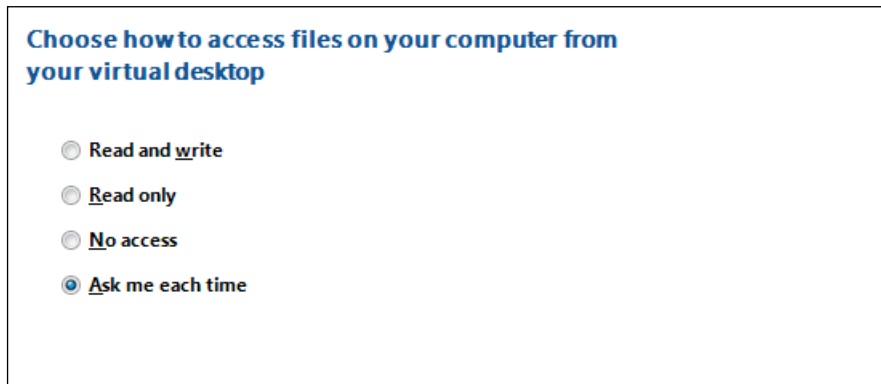 Choose how to access files on your computer from
your virtual desktop
Read and write
Read only
No access
Ask me each time